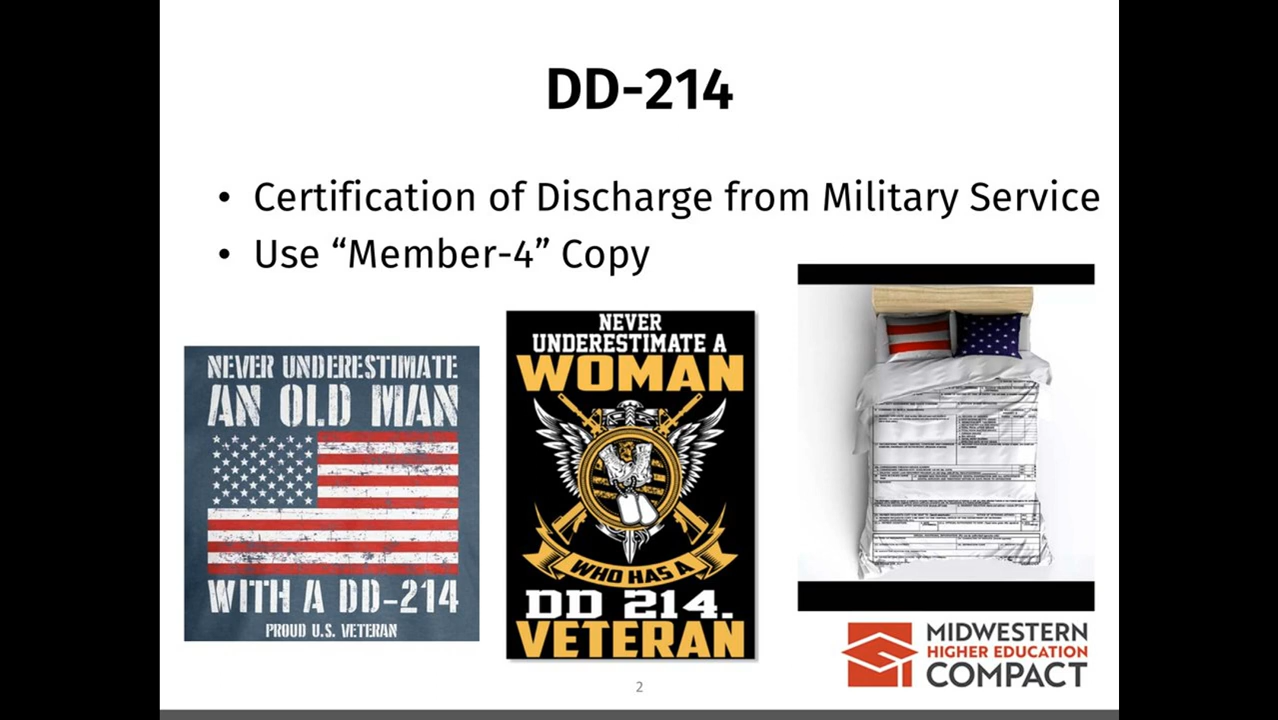 DD-214
• Certification of Discharge from Military Service
• Use “Member-4” Copy
NEVER UNDERESTIMATE
AN OLD MAN
WITH A DD-214
PROUD U.S. VETERAN
NEVER
UNDERESTIMATE A
WOMAN
WHO HAS A
DD 214.
VETERAN
MIDWESTERN
HIGHER EDUCATION
COMPACT
2